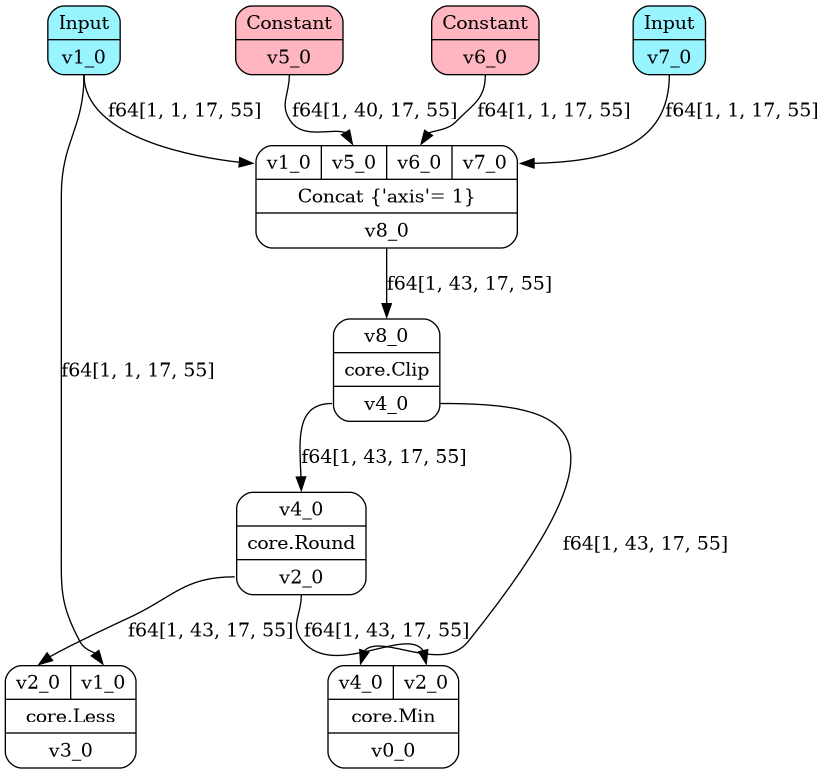 Input
v1_0
Constant
v5_0
Constant
v6_0
Input
v7_0
f64[1, 1, 17, 55]
f64[1, 40, 17, 55]
f64[1, 1, 17, 55]
f64[1, 1, 17, 55]
v1_0 v5_0 v6_0 v7_0
Concat {'axis'= 1}
v8_0
f64[1, 43, 17, 55]
v8_0
core.Clip
v4_0
f64[1, 1, 17, 55]
f64[1, 43, 17, 55]
v4_0
core.Round
v2_0
f64[1, 43, 17, 55]
f64[1, 43, 17, 55]
f64[1, 43, 17, 55]
v2_0 v1_0
core.Less
v3_0
v4_0 v2_0
core.Min
v0_0